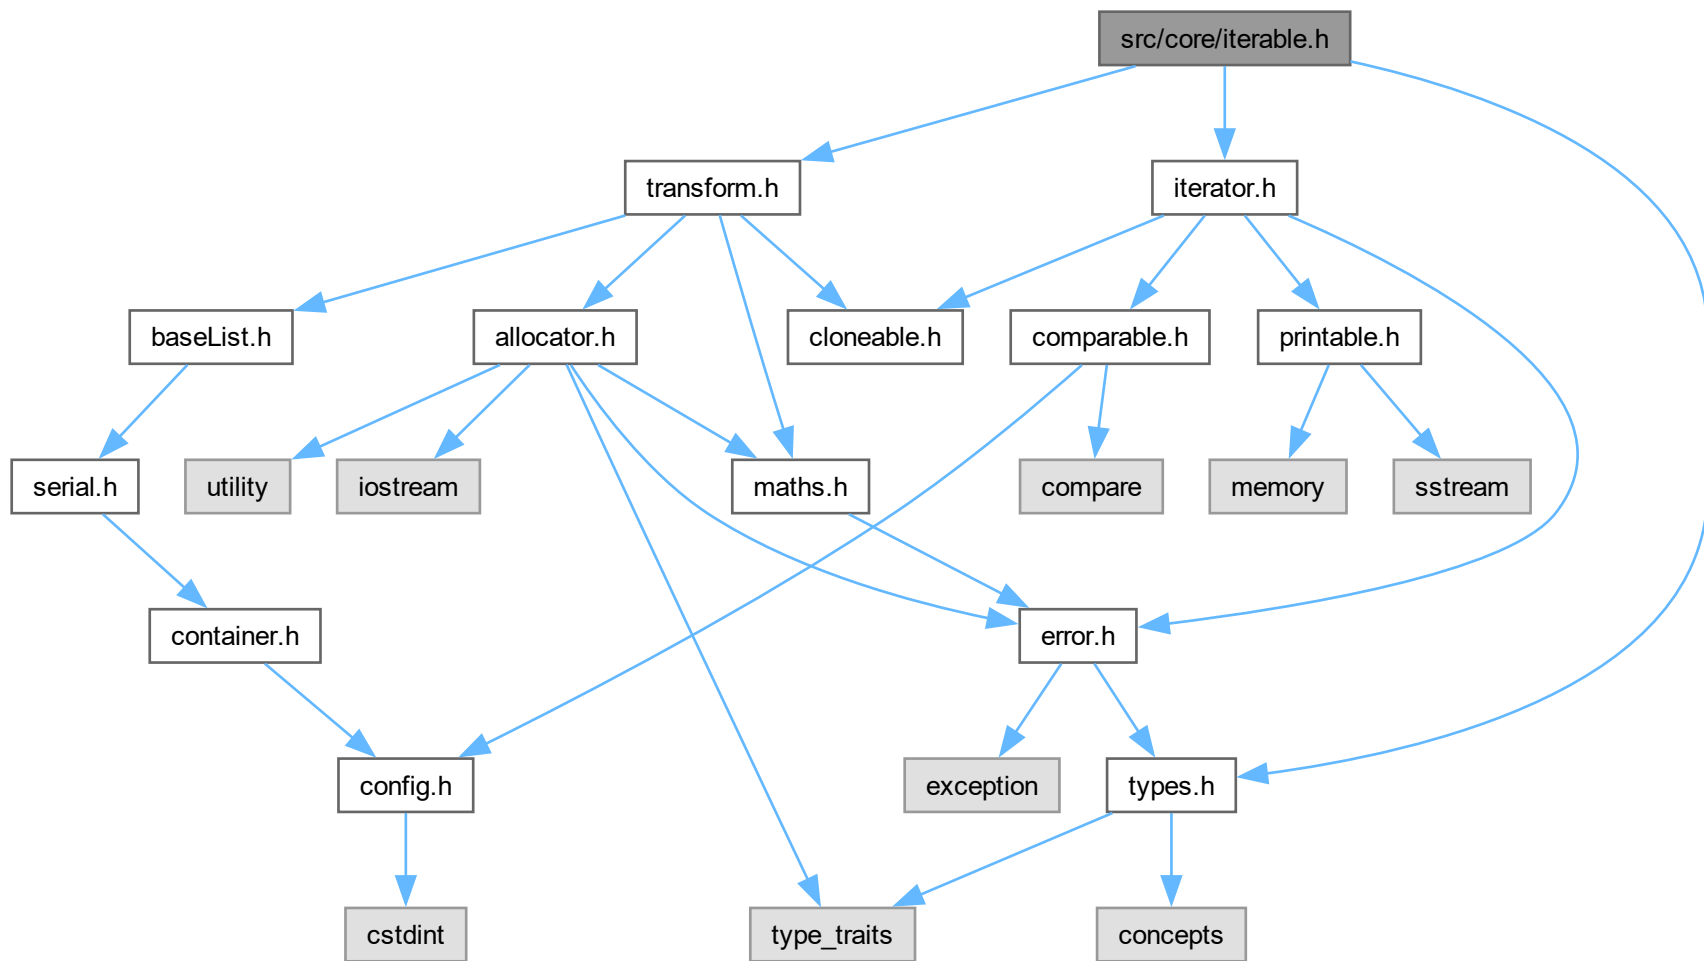 src/core/iterable.h
transform.h
iterator.h
baseList.h
allocator.h
cloneable.h
comparable.h
printable.h
serial.h
utility
iostream
maths.h
compare
memory
sstream
container.h
error.h
config.h
exception
types.h
cstdint
type_traits
concepts